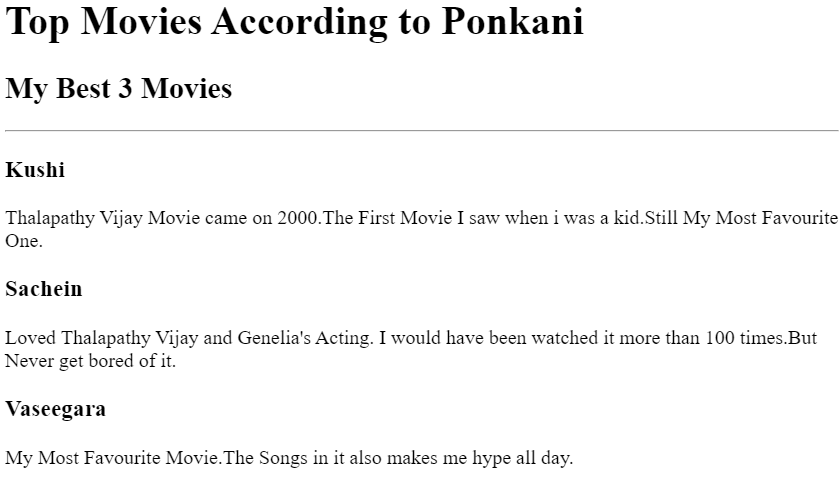 Top Movies According to Ponkani
My Best 3 Movies
Kushi
Thalapathy Vijay Movie came on 2000.The First Movie I saw when i was a kid.Still My Most Favourite
One.
Sachein
Loved Thalapathy Vijay and Genelia's Acting. I would have been watched it more than 100 times.But
Never get bored of it.
Vaseegara
My Most Favourite Movie.The Songs in it also makes me hype all day.